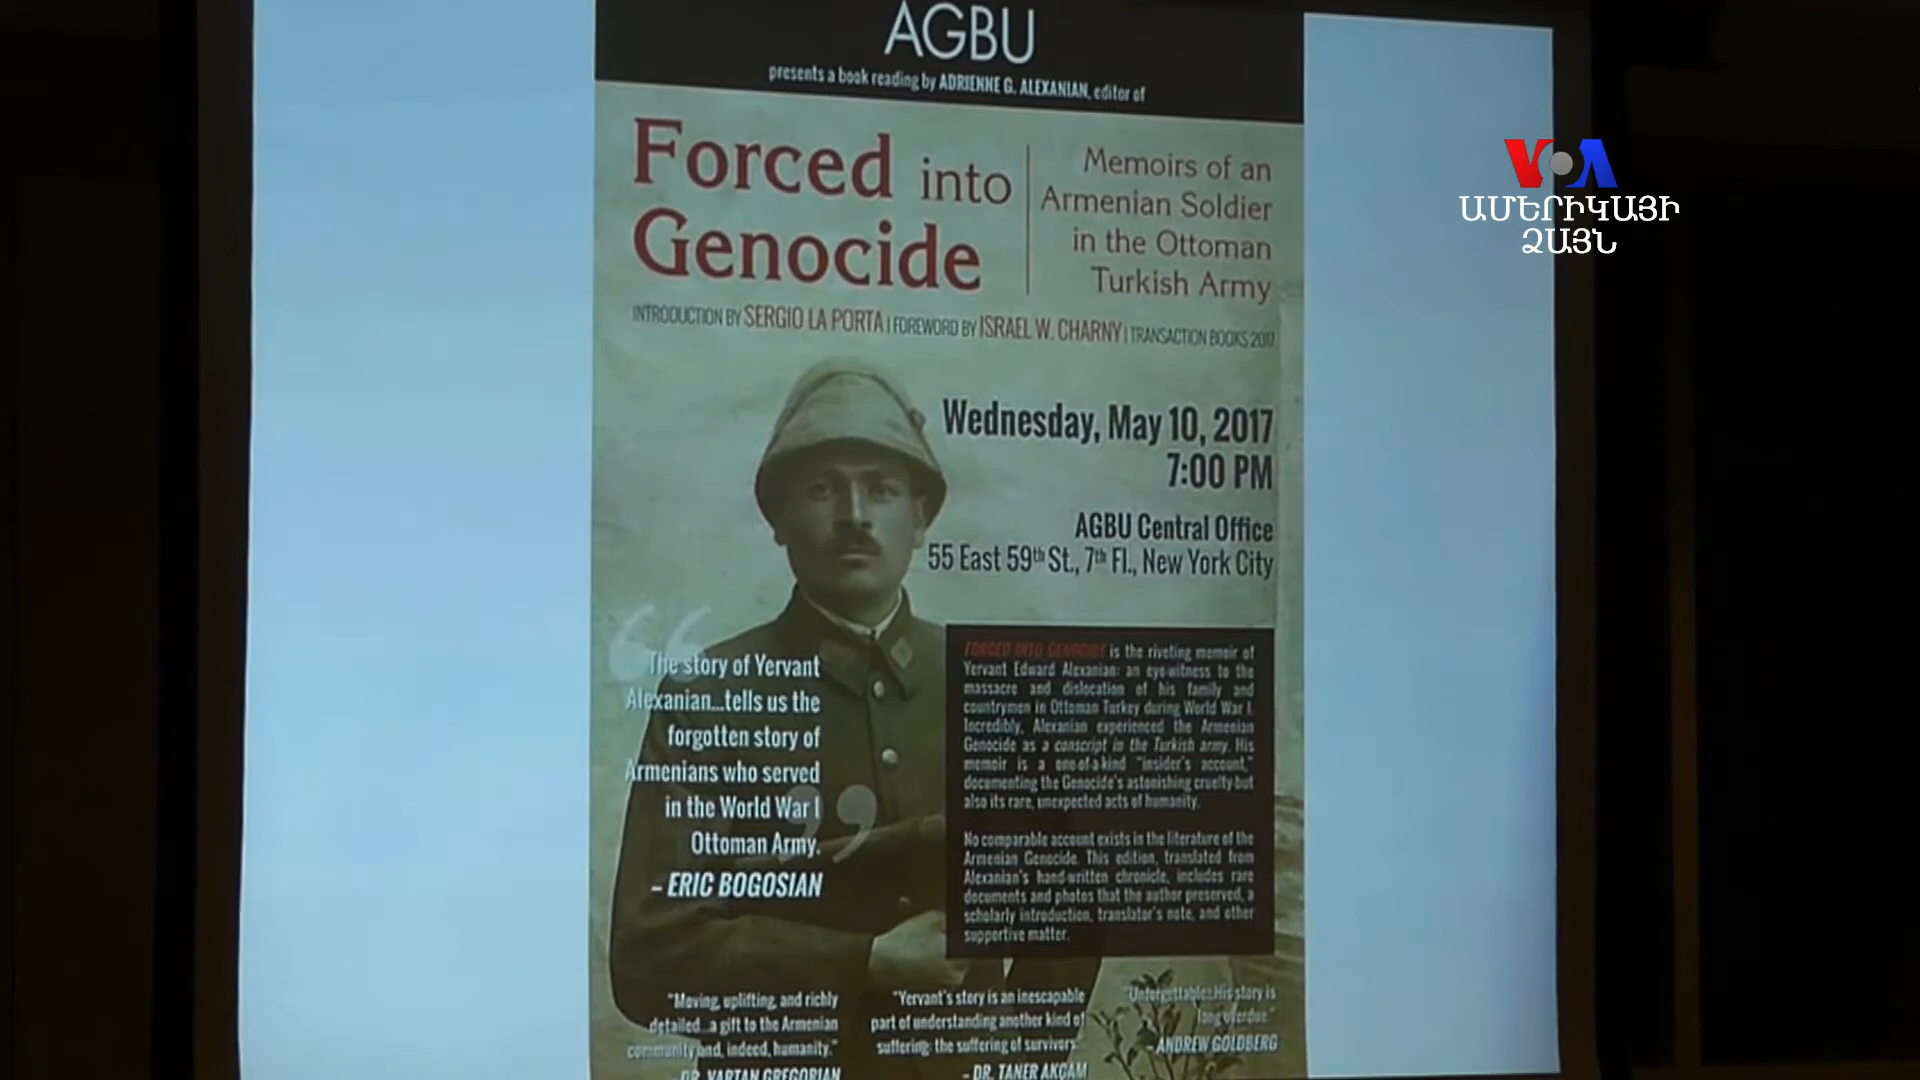 AGBU
presents a book reading by ADRIENNE G. ALEXANIAN, editor of
Forced into
Genocide
Memoirs of an
Armenian Soldier
in the Ottoman
Turkish Army
INTRODUCTION BY SERGIO LA PORTA | FOREWORD BY ISRAEL W. CHARNY | TRANSACTION BOOKS 2017
VOA
ԱՄԵՐԻԿԱՅԻ
ՁԱՅՆ
Wednesday, May 10, 2017
7:00 PM
AGBU Central Office
55 East 59th St., 7th Fl., New York City
“
The story of Yervant
Alexanian...tells us the
forgotten story of
Armenians who served
in the World War I
Ottoman Army.
”
– ERIC BOGOSIAN
FORCED INTO GENOCIDE is the riveting memoir of
Yervant Edward Alexanian: an eye-witness to the
massacre and dislocation of his family and
countrymen in Ottoman Turkey during World War I.
Incredibly, Alexanian experienced the Armenian
Genocide as a conscript in the Turkish army. His
memoir is a one-of-a-kind "insider's account,"
documenting the Genocide's astonishing cruelty but
also its rare, unexpected acts of humanity.
No comparable account exists in the literature of the
Armenian Genocide. This edition, translated from
Alexanian's hand-written chronicle, includes rare
documents and photos that the author preserved, a
scholarly introduction, translator's note, and other
supportive matter.
"Moving, uplifting, and richly
detailed...a gift to the Armenian
community and, indeed, humanity."
DR. VARTAN GREGORIAN
"Yervant's story is an inescapable
part of understanding another kind of
suffering: the suffering of survivors."
– DR. TANER AKÇAM
"Unforgettable! His story is
long overdue."
– ANDREW GOLDBERG